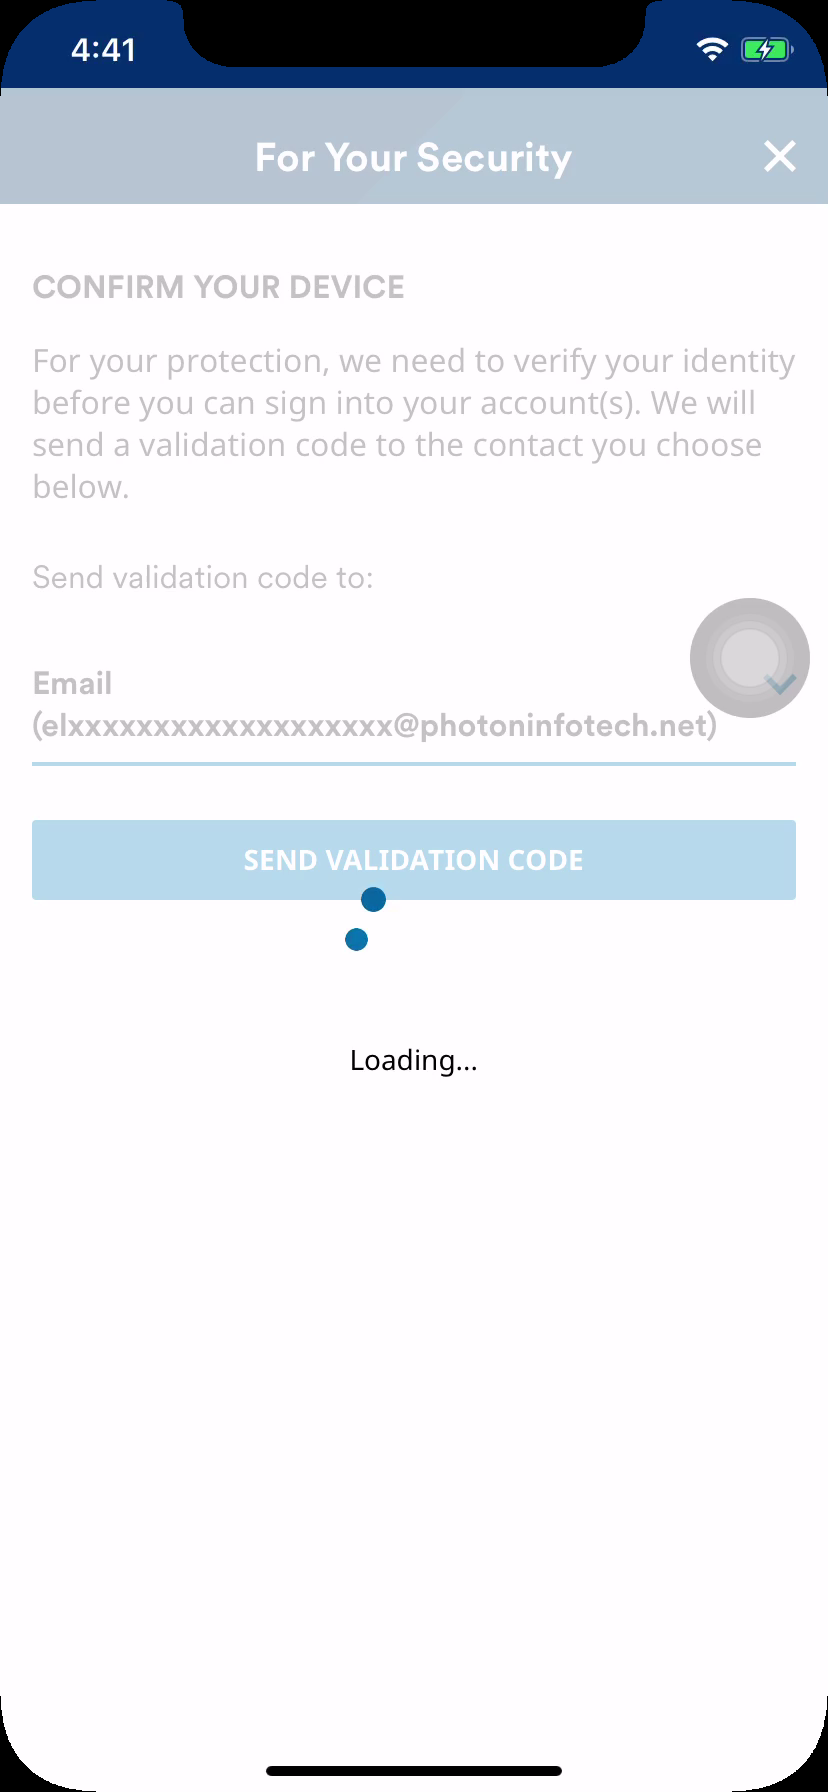 4:41
For Your Security
CONFIRM YOUR DEVICE
For your protection, we need to verify your identity
before you can sign into your account(s). We will
send a validation code to the contact you choose
below.
Send validation code to:
Email
(elxxxxxxxxxxxxxxxxxxx@photoninfotech.net)
SEND VALIDATION CODE
Loading...